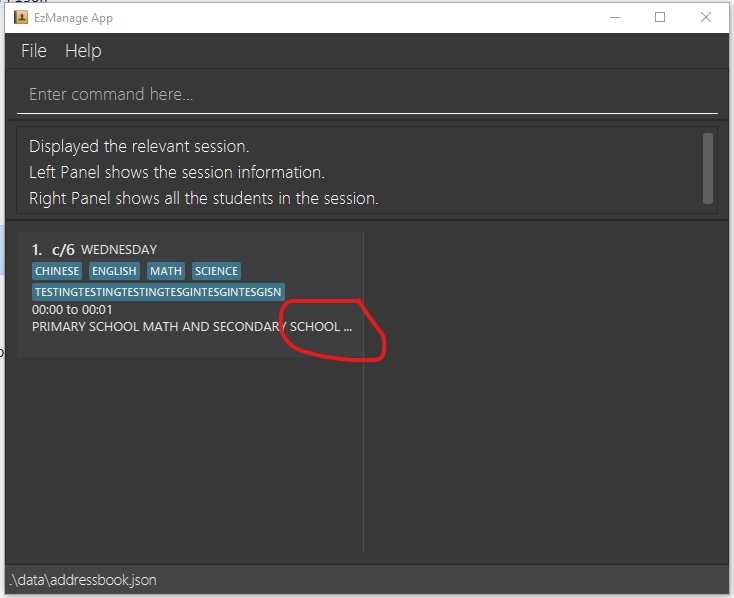 EzManage App
File Help
Enter command here...
Displayed the relevant session.
Left Panel shows the session information.
Right Panel shows all the students in the session.
1. c/6 WEDNESDAY
CHINESE ENGLISH MATH SCIENCE
TESTINGTESTINGTESTINGTESGINTESGINTESGISN
00:00 to 00:01
PRIMARY SCHOOL MATH AND SECONDARY SCHOOL ...
.\data\addressbook.json